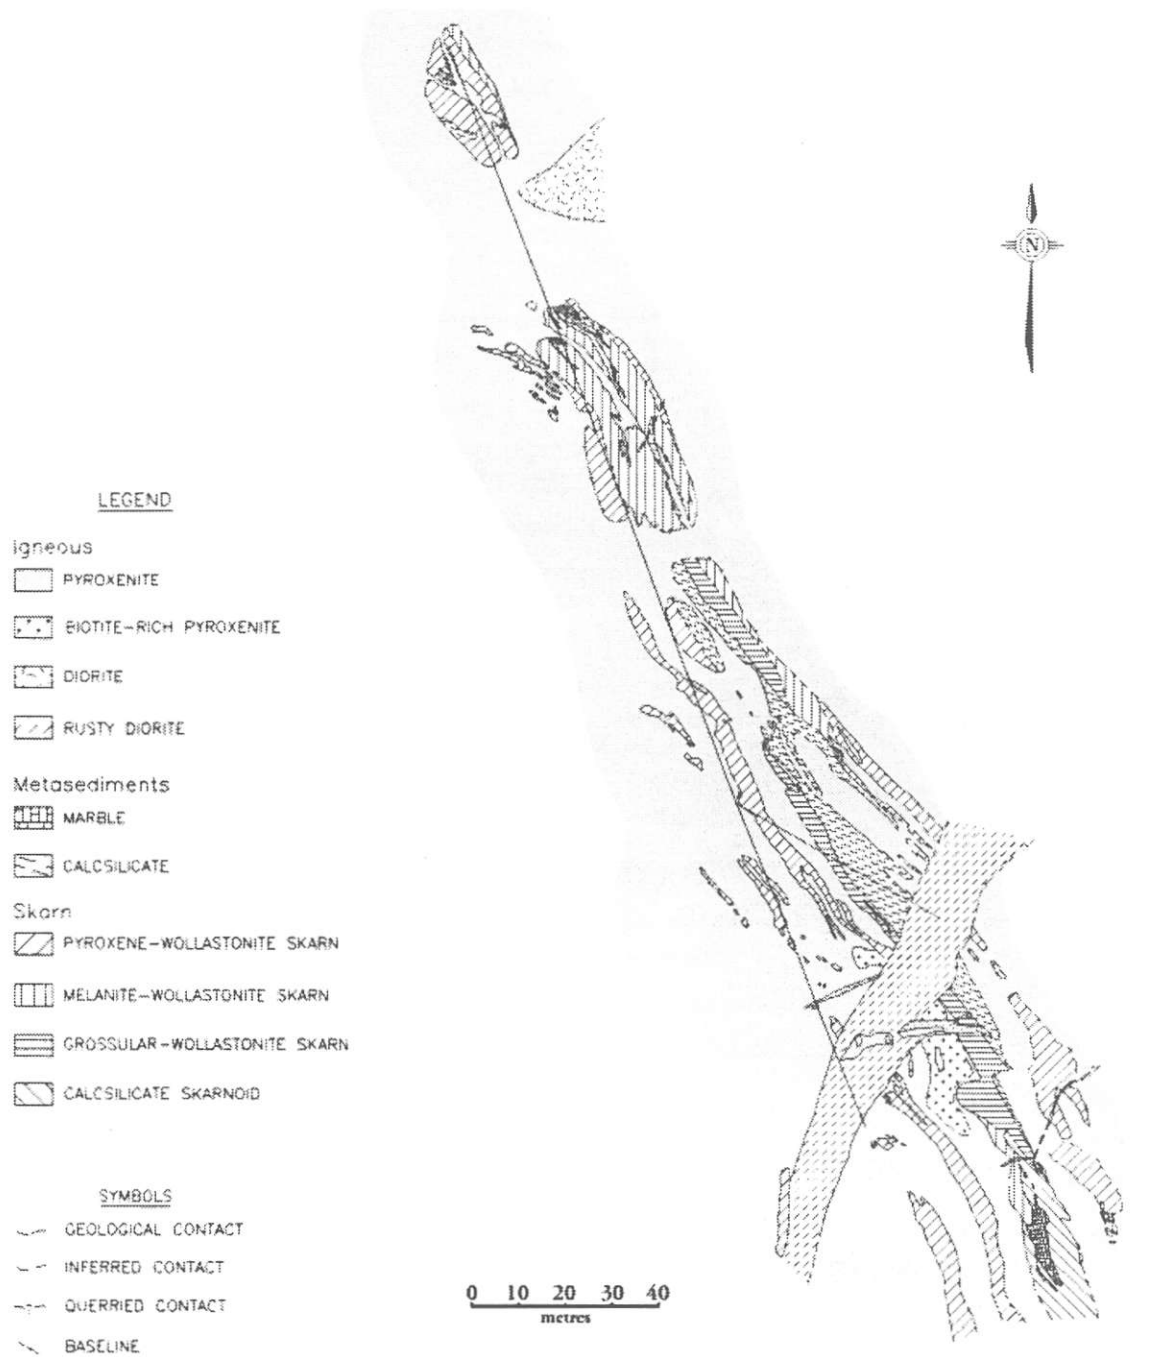 N
LEGEND
Igneous
PYROXENITE
BIOTITE-RICH PYROXENITE
DIORITE
RUSTY DIORITE
Metasediments
MARBLE
CALCSILICATE
Skarn
PYROXENE-WOLLASTONITE SKARN
MELANITE-WOLLASTONITE SKARN
GROSSULAR-WOLLASTONITE SKARN
CALCSILICATE SKARNOID
SYMBOLS
GEOLOGICAL CONTACT
INFERRED CONTACT
QUERRIED CONTACT
BASELINE
0 10 20 30 40
metres